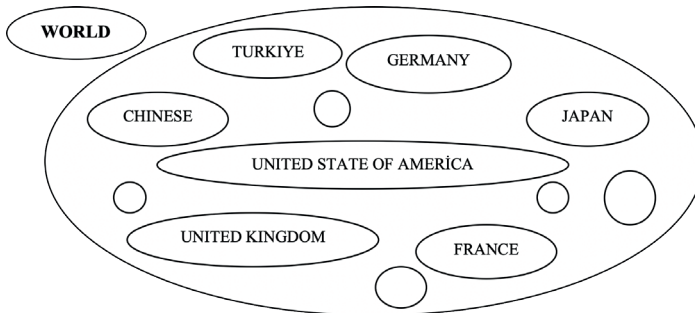 WORLD
TURKIYE
GERMANY
CHINESE
JAPAN
UNITED STATE OF AMERİCA
UNITED KINGDOM
FRANCE